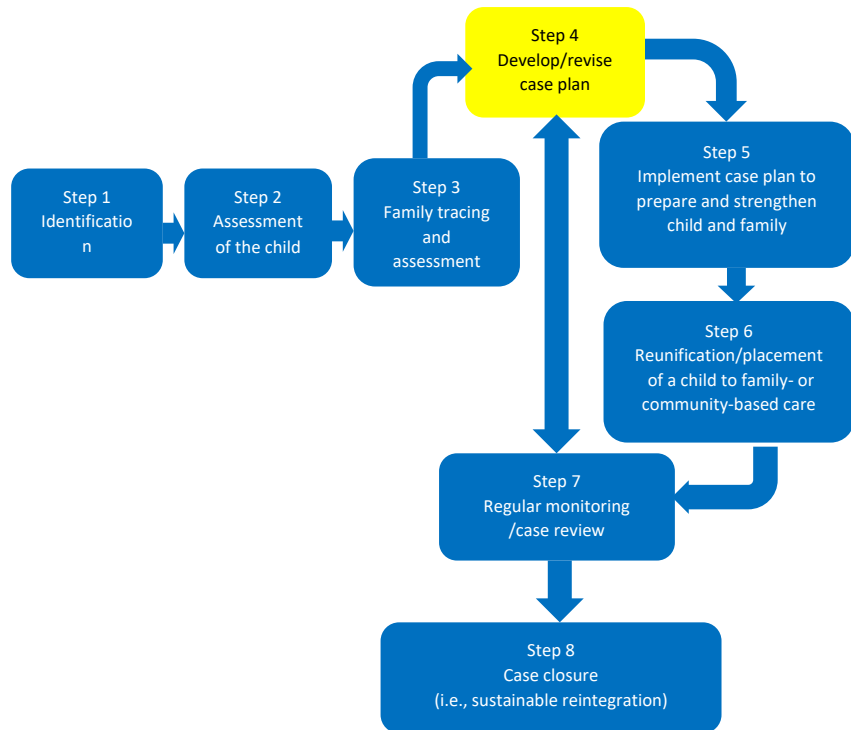 Step 1
Identificatio
n
Step 2
Assessment
of the child
Step 3
Family tracing
and
assessment
Step 4
Develop/revise
case plan
Step 5
Implement case plan to
prepare and strengthen
child and family
Step 6
Reunification/placement
of a child to family- or
community-based care
Step 7
Regular monitoring
/case review
Step 8
Case closure
(i.e., sustainable reintegration)